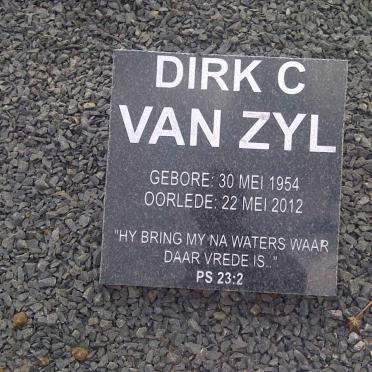 DIRK C
VAN ZYL
GEBORE: 30 MEI 1954
OORLEDE: 22 MEI 2012
"HY BRING MY NA WATERS WAAR
DAAR VREDE IS.."
PS 23:2